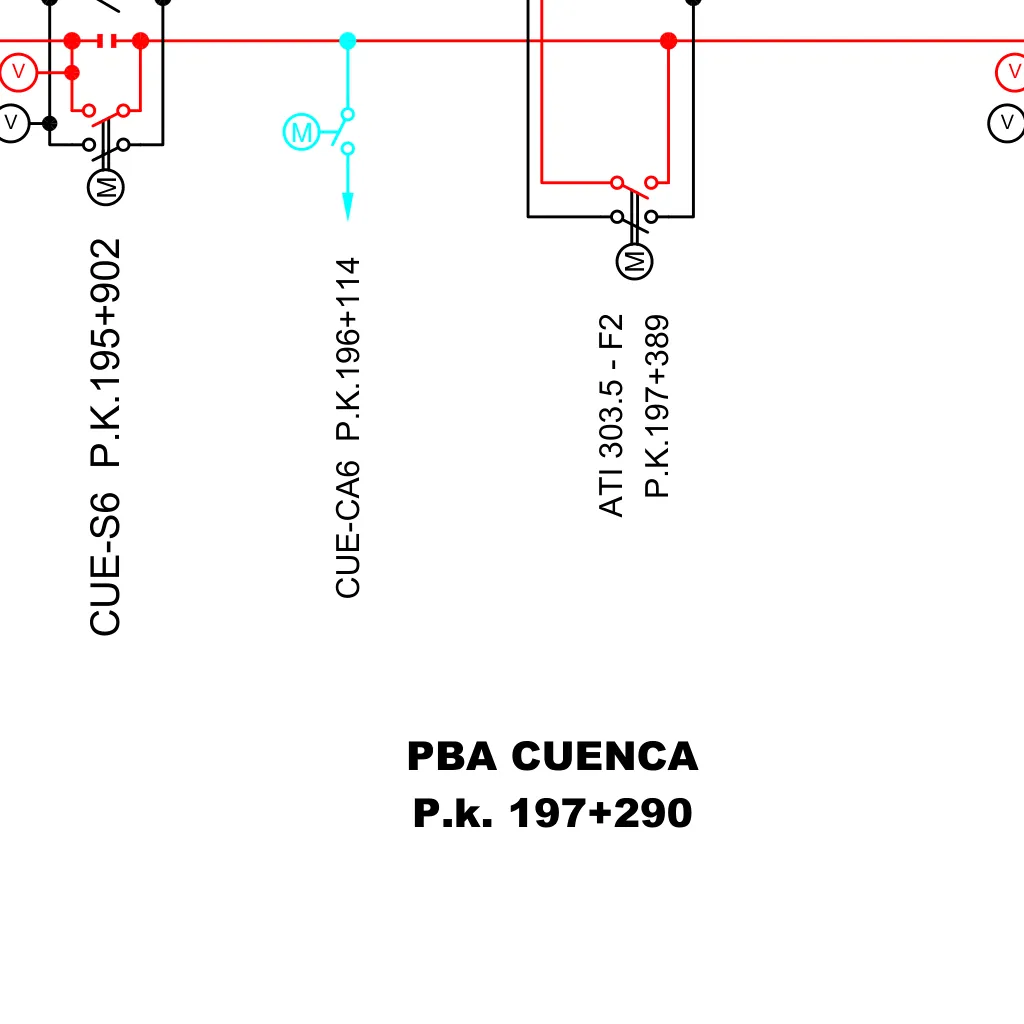 V
V
V
V
M
M
M
CUE-S6 P.K.195+902
CUE-CA6 P.K.196+114
ATI 303.5 - F2
P.K.197+389
PBA CUENCA
P.k. 197+290